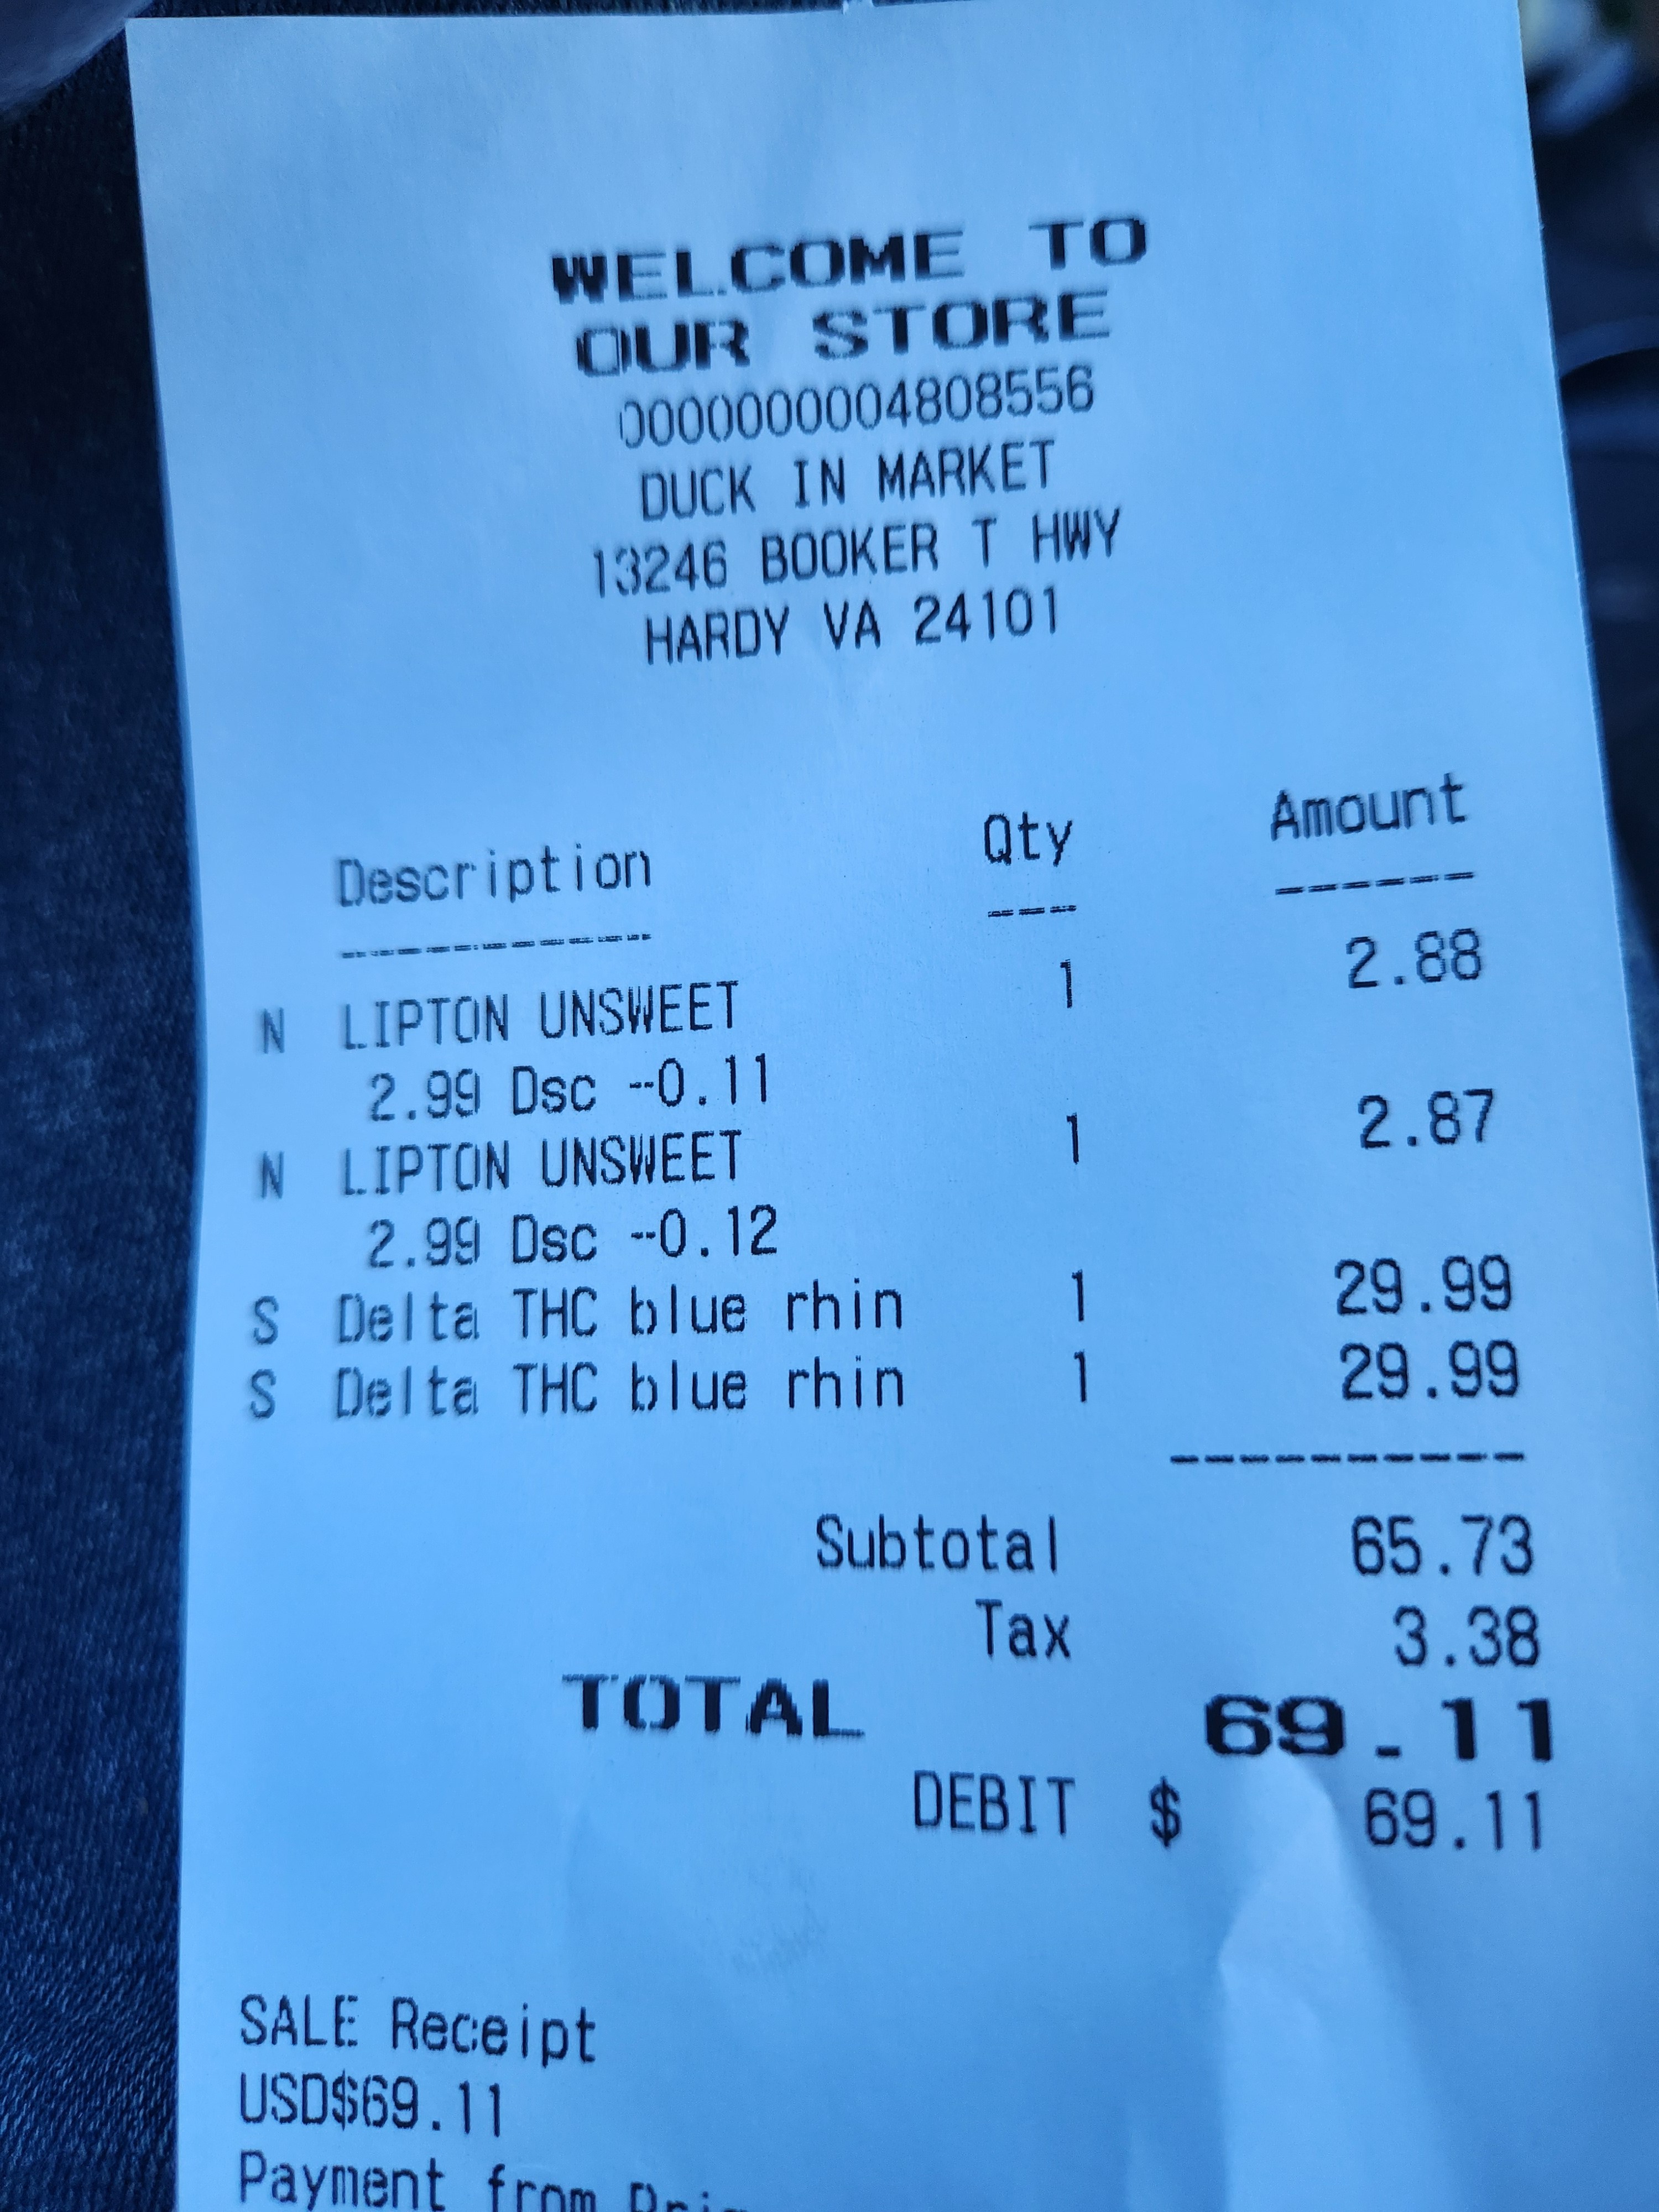 WELCOME TO
OUR STORE
0000000004808556
DUCK IN MARKET
13246 BOOKER T HWY
HARDY VA 24101
Description Qty Amount
------------ --- ------
N LIPTON UNSWEET 1 2.88
2.99 Dsc --0.11
N LIPTON UNSWEET 1 2.87
2.99 Dsc --0.12
S Delta THC blue rhin 1 29.99
S Delta THC blue rhin 1 29.99
----------
Subtotal 65.73
Tax 3.38
TOTAL 69.11
DEBIT $ 69.11
SALE Receipt
USD$69.11
Payment from